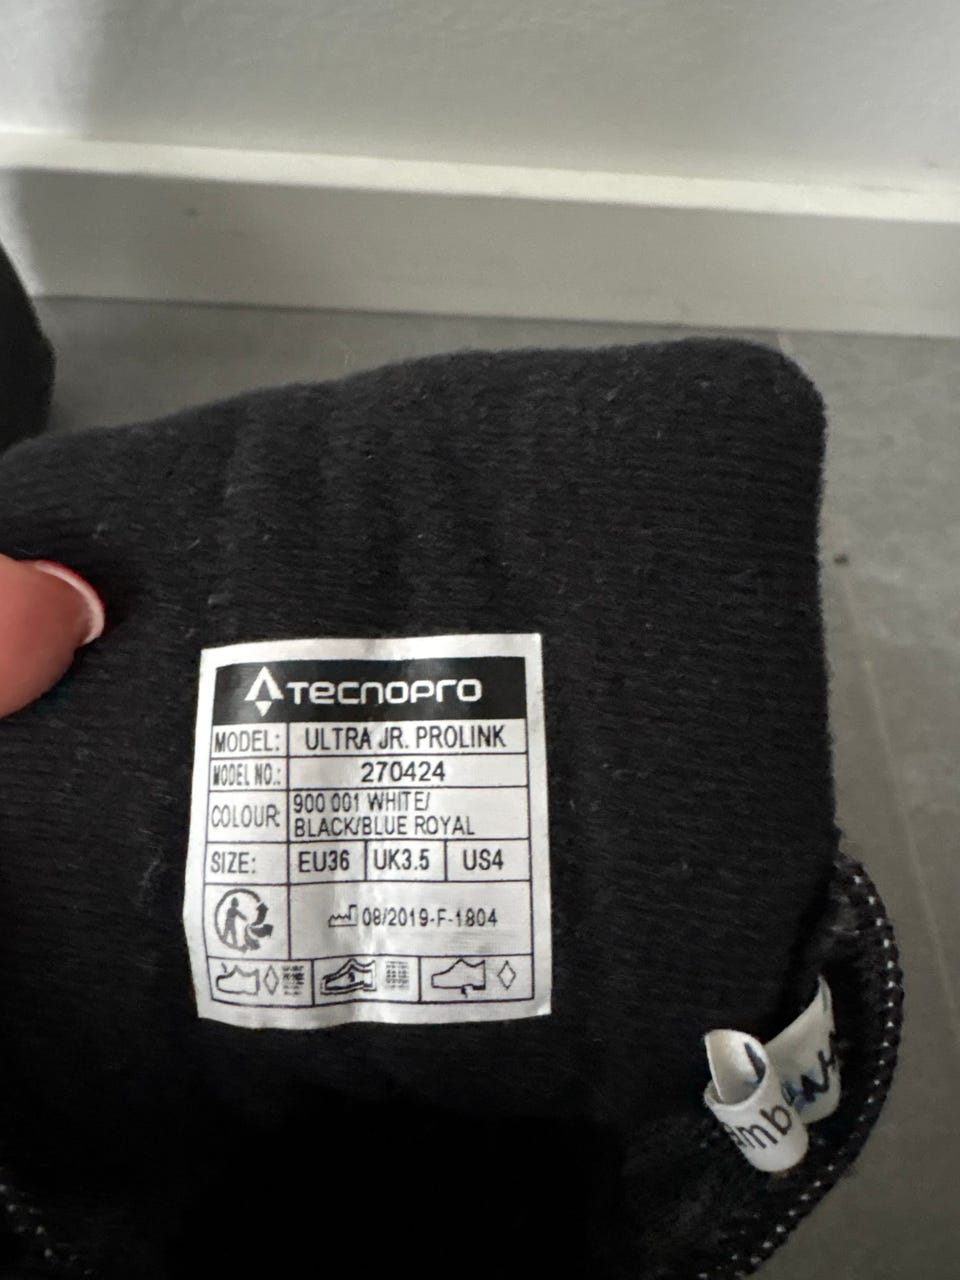 TECNOPRO
MODEL: ULTRA JR. PROLINK
MODEL NO.: 270424
COLOUR: 900 001 WHITE/
BLACK/BLUE ROYAL
SIZE: EU36 UK3.5 US4
08/2019-F-1804